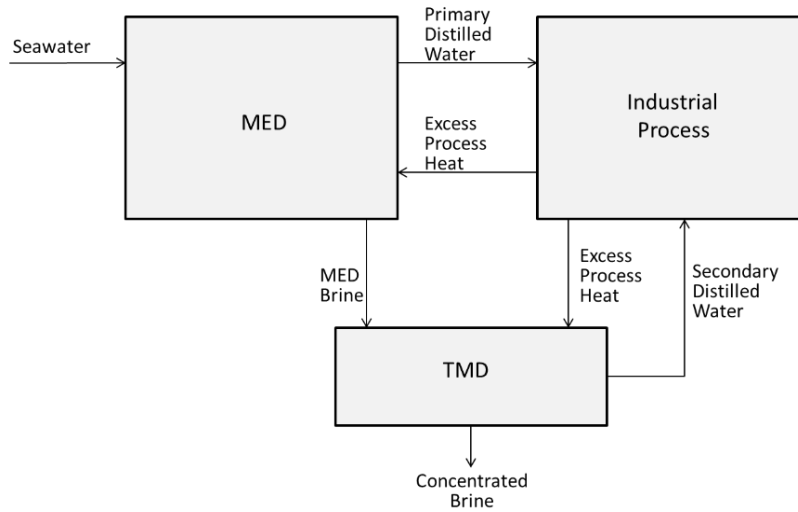 Seawater
MED
Primary
Distilled
Water
Industrial
Process
Excess
Process
Heat
MED
Brine
Excess
Process
Heat
Secondary
Distilled
Water
TMD
Concentrated
Brine